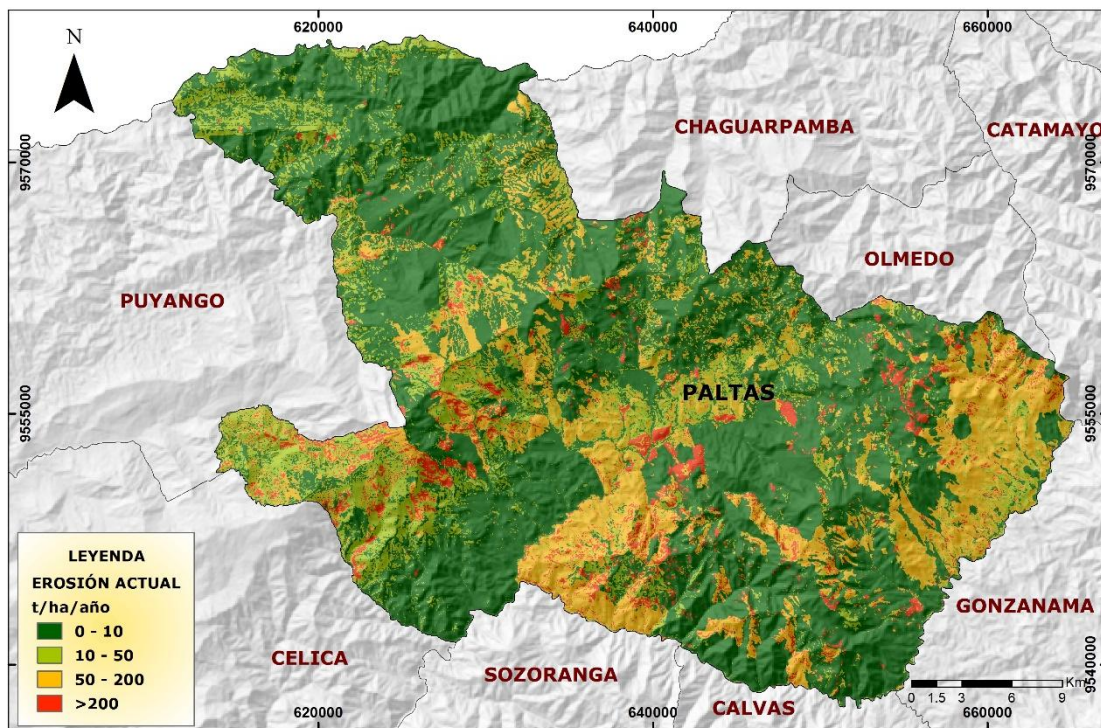 620000 640000 660000
N
CHAGUARPAMBA
CATAMAYO
9570000
9570000
OLMEDO
PUYANGO
PALTAS
9555000
9555000
LEYENDA
EROSIÓN ACTUAL
t/ha/año
0 - 10
10 - 50
50 - 200
>200
GONZANAMA
CELICA
SOZORANGA
CALVAS
9540000
Km
0 1.5 3 6 9
620000 640000 660000